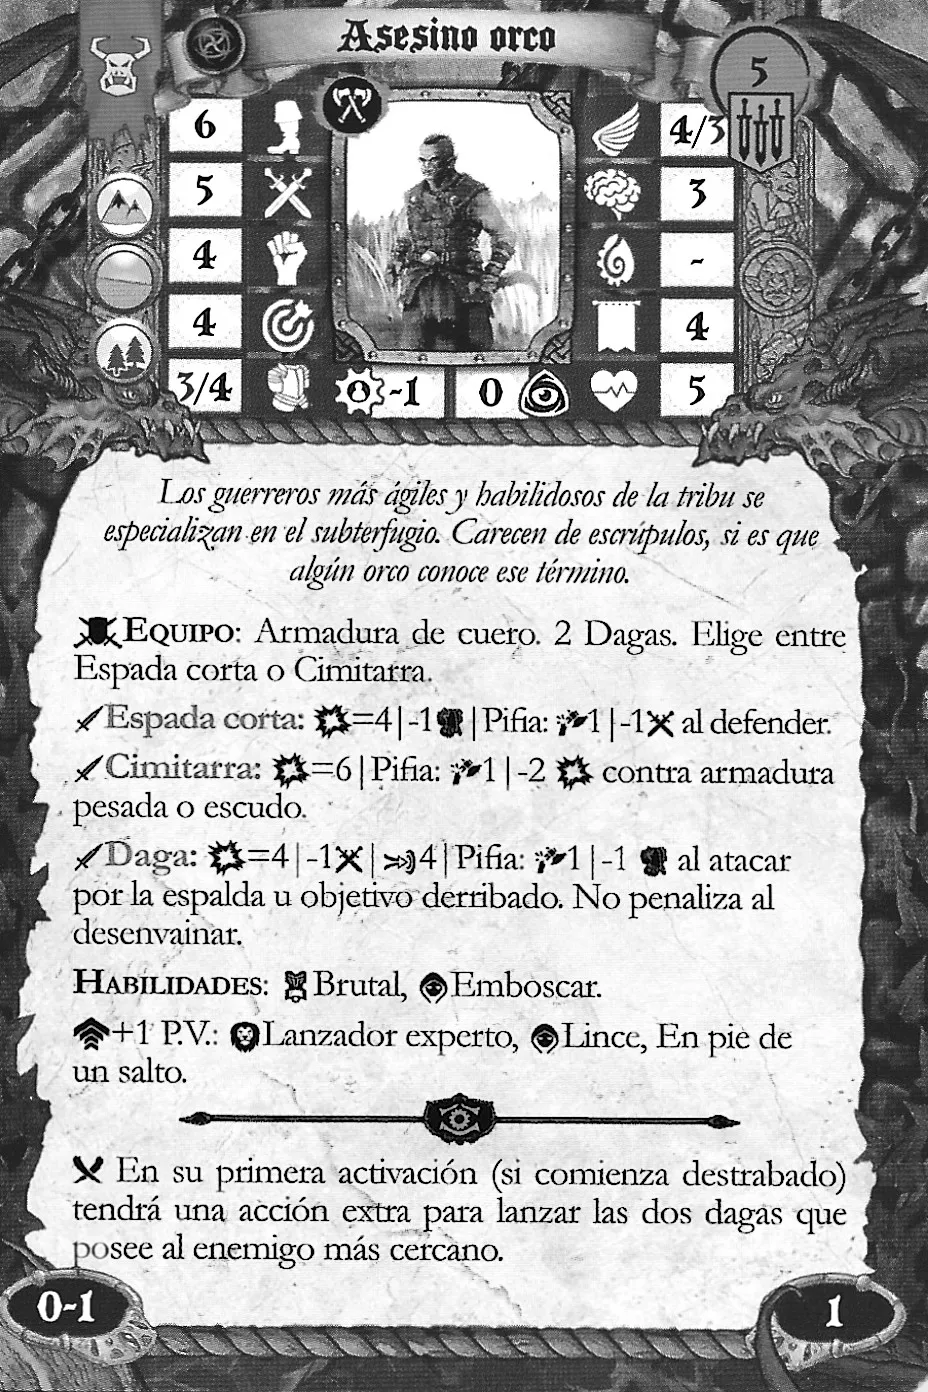 Asesino orco
5
6
4/3
5
3
4
-
4
4
3/4
-1
0
5
Los guerreros más ágiles y habilidosos de la tribu se
especializan en el subterfugio. Carecen de escrúpulos, si es que
algún orco conoce ese término.
EQUIPO: Armadura de cuero. 2 Dagas. Elige entre
Espada corta o Cimitarra.
Espada corta: =4 | -1 | Pifia: 1 | -1 al defender.
Cimitarra: =6 | Pifia: 1 | -2 contra armadura
pesada o escudo.
Daga: =4 | -1 | 4 | Pifia: 1 | -1 al atacar
por la espalda u objetivo derribado. No penaliza al
desenvainar.
HABILIDADES: Brutal, Emboscar.
+1 P.V.: Lanzador experto, Lince, En pie de
un salto.
En su primera activación (si comienza destrabado)
tendrá una acción extra para lanzar las dos dagas que
posee al enemigo más cercano.
0-1
1